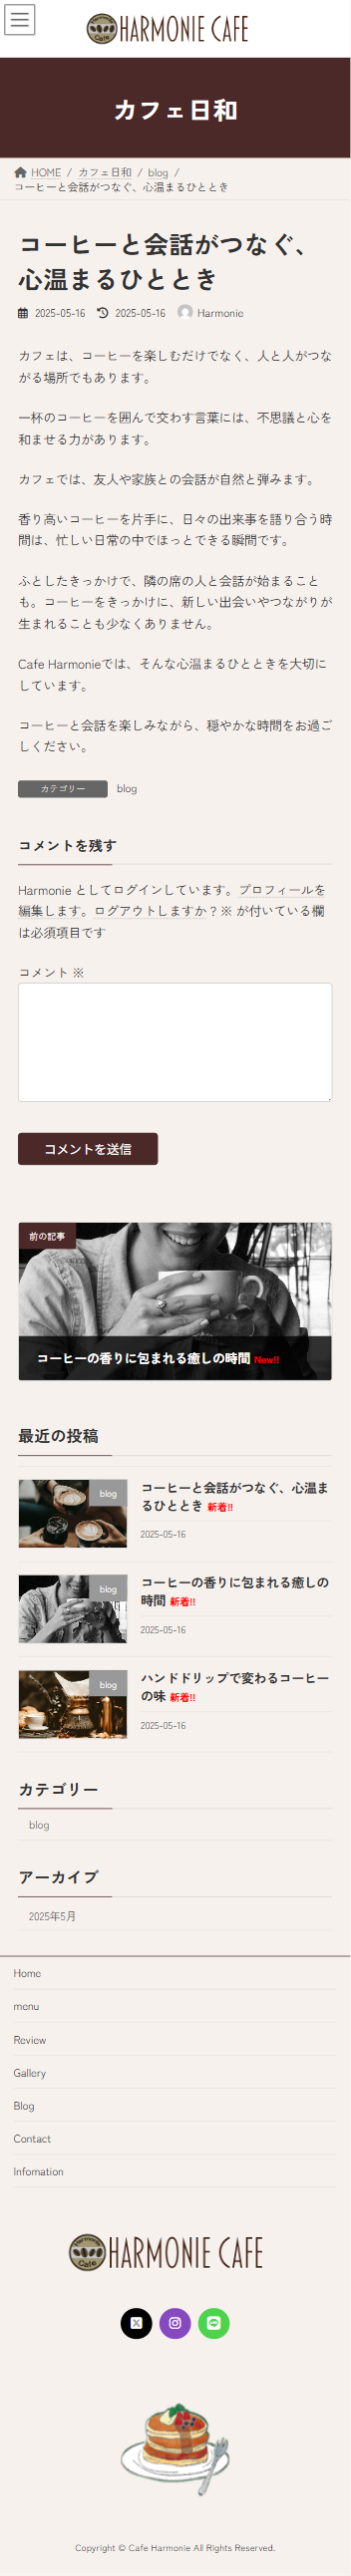 Harmonie Cafe
HARMONIE CAFE
カフェ日和
HOME / カフェ日和 / blog /
コーヒーと会話がつなぐ、心温まるひととき
コーヒーと会話がつなぐ、
心温まるひととき
2025-05-16 2025-05-16 Harmonie
カフェは、コーヒーを楽しむだけでなく、人と人がつな
がる場所でもあります。
一杯のコーヒーを囲んで交わす言葉には、不思議と心を
和ませる力があります。
カフェでは、友人や家族との会話が自然と弾みます。
香り高いコーヒーを片手に、日々の出来事を語り合う時
間は、忙しい日常の中でほっとできる瞬間です。
ふとしたきっかけで、隣の席の人と会話が始まること
も。コーヒーをきっかけに、新しい出会いやつながりが
生まれることも少なくありません。
Cafe Harmonieでは、そんな心温まるひとときを大切に
しています。
コーヒーと会話を楽しみながら、穏やかな時間をお過ご
しください。
カテゴリー blog
コメントを残す
Harmonie としてログインしています。プロフィールを
編集します。ログアウトしますか ? ※ が付いている欄
は必須項目です
コメント ※
コメントを送信
前の記事
コーヒーの香りに包まれる癒しの時間 New!!
最近の投稿
blog
コーヒーと会話がつなぐ、心温ま
るひととき 新着!!
2025-05-16
blog
コーヒーの香りに包まれる癒しの
時間 新着!!
2025-05-16
blog
ハンドドリップで変わるコーヒー
の味 新着!!
2025-05-16
カテゴリー
blog
アーカイブ
2025年5月
Home
menu
Review
Gallery
Blog
Contact
Infomation
Harmonie Cafe
HARMONIE CAFE
Copyright © Cafe Harmonie All Rights Reserved.